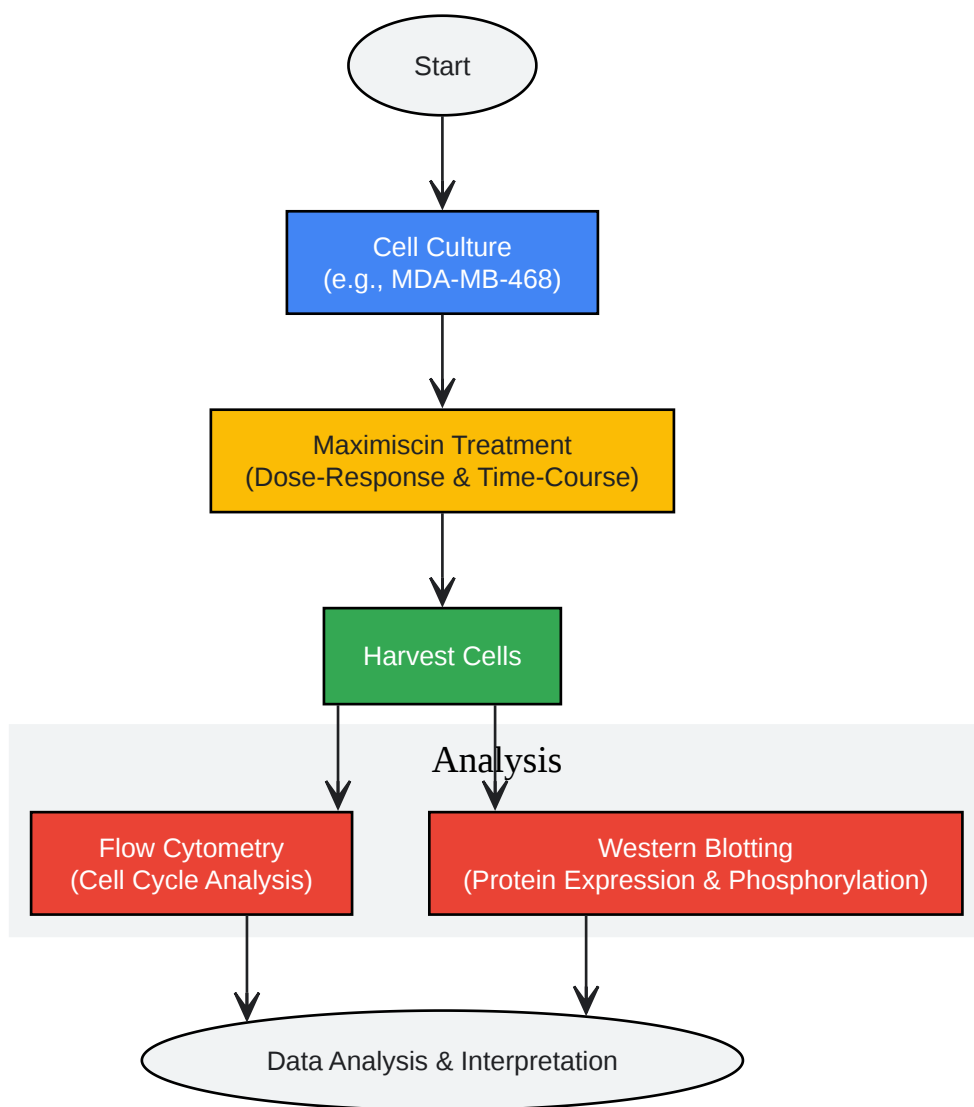 Start
Cell Culture
(e.g., MDA-MB-468)
Maximiscin Treatment
(Dose-Response & Time-Course)
Harvest Cells
Analysis
Flow Cytometry
(Cell Cycle Analysis)
Western Blotting
(Protein Expression & Phosphorylation)
Data Analysis & Interpretation